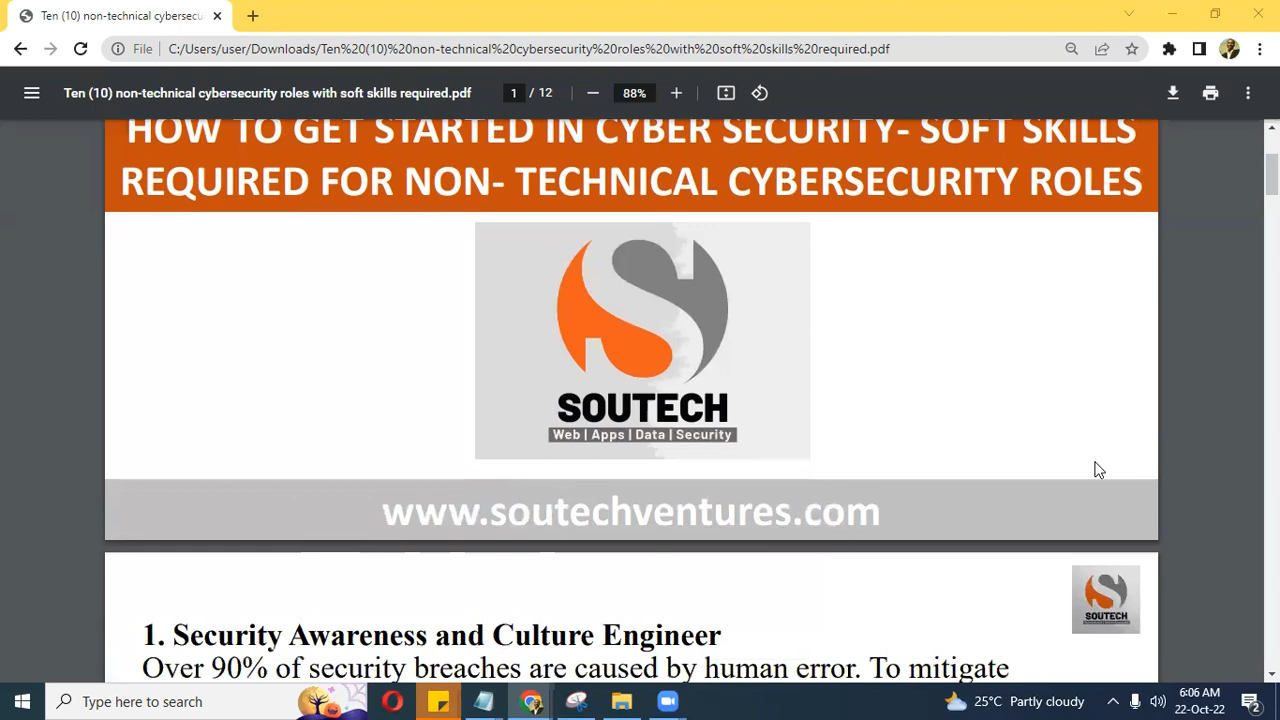 Ten (10) non-technical cybersecu
File
C:/Users/user/Downloads/Ten%20(10)%20non-technical%20cybersecurity%20roles%20with%20soft%20skills%20required.pdf
Ten (10) non-technical cybersecurity roles with soft skills required.pdf
1 / 12
88%
HOW TO GET STARTED IN CYBER SECURITY- SOFT SKILLS
REQUIRED FOR NON- TECHNICAL CYBERSECURITY ROLES
SOUTECH
Web | Apps | Data | Security
www.soutechventures.com
SOUTECH
1. Security Awareness and Culture Engineer
Over 90% of security breaches are caused by human error. To mitigate
Type here to search
25°C Partly cloudy
6:06 AM
22-Oct-22
2